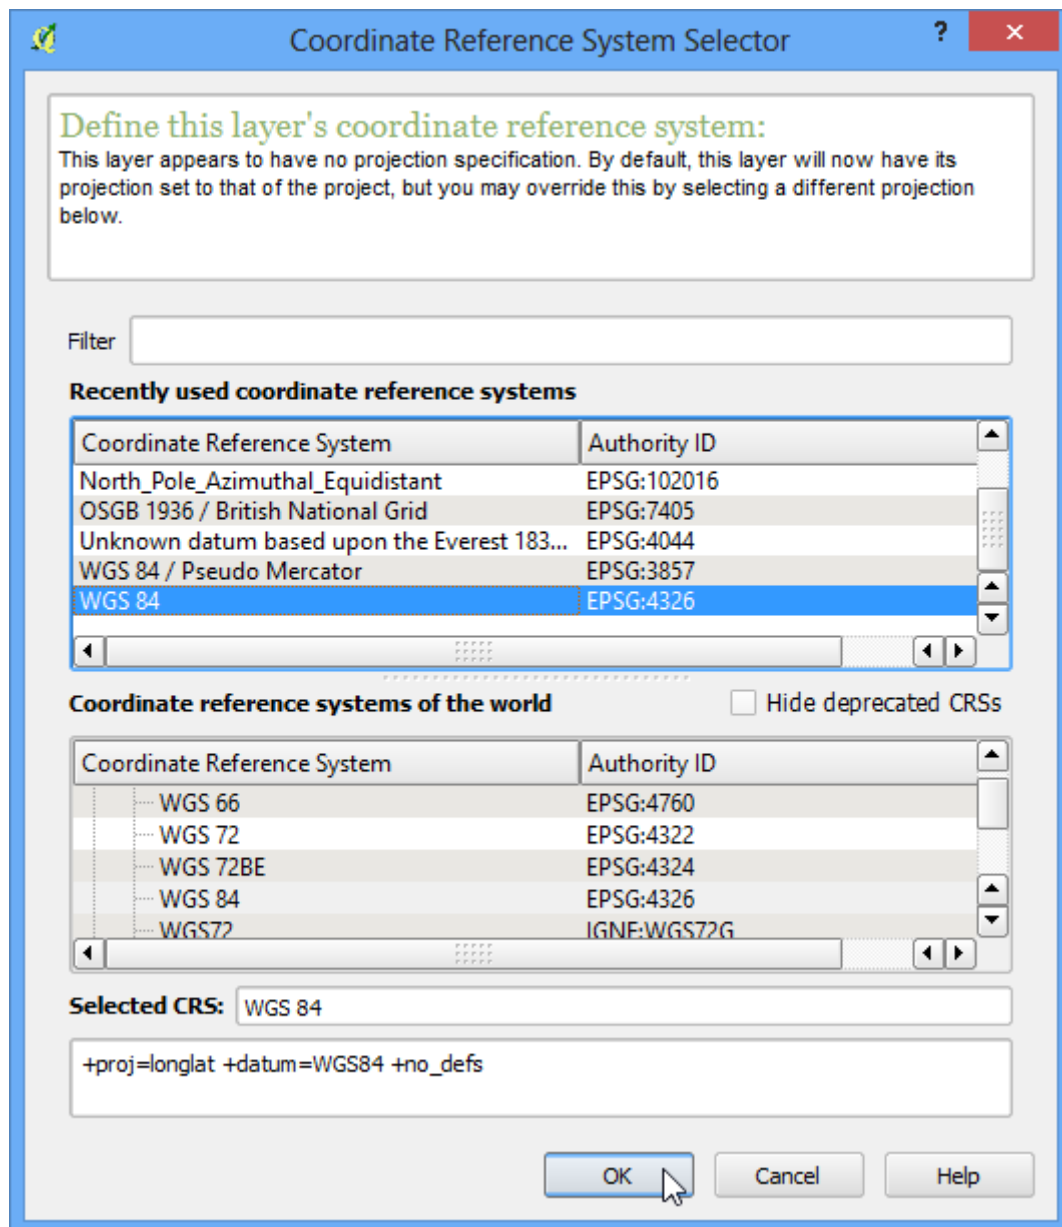 Coordinate Reference System Selector ?
Define this layer's coordinate reference system:
This layer appears to have no projection specification. By default, this layer will now have its
projection set to that of the project, but you may override this by selecting a different projection
below.
Filter
Recently used coordinate reference systems
Coordinate Reference System Authority ID
North_Pole_Azimuthal_Equidistant EPSG:102016
OSGB 1936 / British National Grid EPSG:7405
Unknown datum based upon the Everest 183... EPSG:4044
WGS 84 / Pseudo Mercator EPSG:3857
WGS 84 EPSG:4326
Coordinate reference systems of the world Hide deprecated CRSs
Coordinate Reference System Authority ID
WGS 66 EPSG:4760
WGS 72 EPSG:4322
WGS 72BE EPSG:4324
WGS 84 EPSG:4326
WGS72 IGNF:WGS72G
Selected CRS: WGS 84
+proj=longlat +datum=WGS84 +no_defs
OK Cancel Help